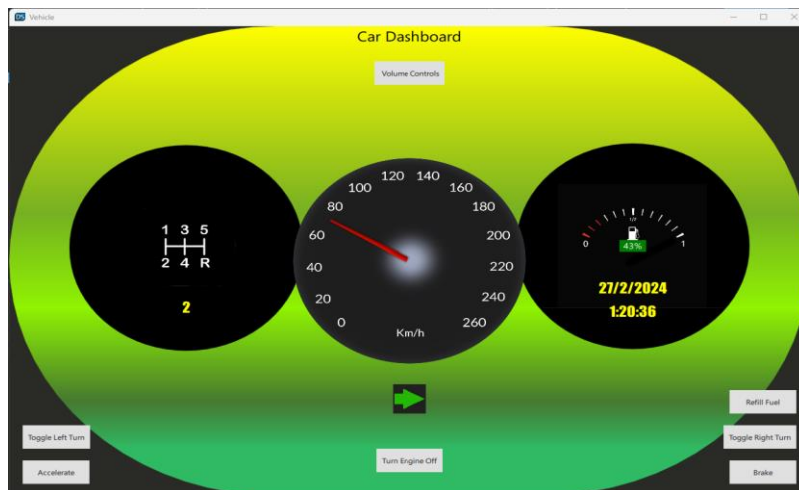 DS Vehicle
Car Dashboard
Volume Controls
1 3 5
2 4 R
2
0
20
40
60
80
100
120
140
160
180
200
220
240
260
Km/h
0
1/2
1
43%
27/2/2024
1:20:36
Refill Fuel
Toggle Left Turn
Toggle Right Turn
Turn Engine Off
Accelerate
Brake